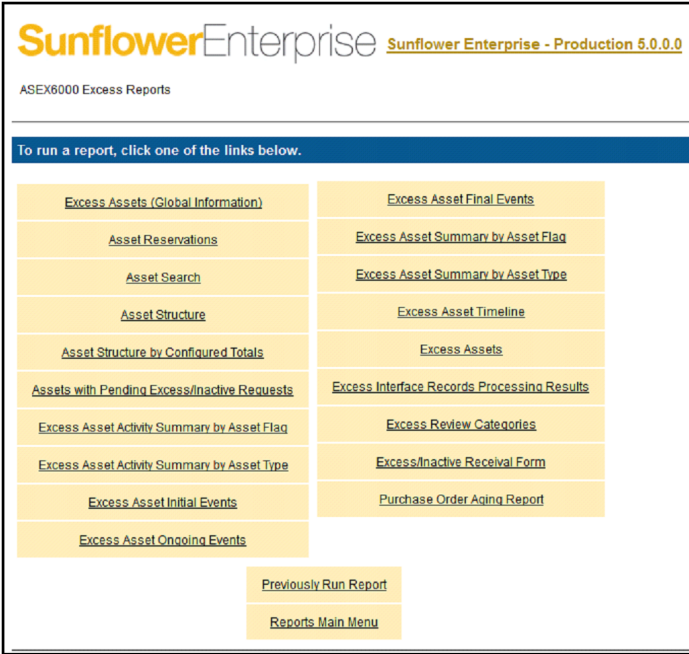 SunflowerEnterprise Sunflower Enterprise - Production 5.0.0.0
ASEX6000 Excess Reports
To run a report, click one of the links below.
Excess Assets (Global Information)
Asset Reservations
Asset Search
Asset Structure
Asset Structure by Configured Totals
Assets with Pending Excess/Inactive Requests
Excess Asset Activity Summary by Asset Flag
Excess Asset Activity Summary by Asset Type
Excess Asset Initial Events
Excess Asset Ongoing Events
Excess Asset Final Events
Excess Asset Summary by Asset Flag
Excess Asset Summary by Asset Type
Excess Asset Timeline
Excess Assets
Excess Interface Records Processing Results
Excess Review Categories
Excess/Inactive Receival Form
Purchase Order Aging Report
Previously Run Report
Reports Main Menu